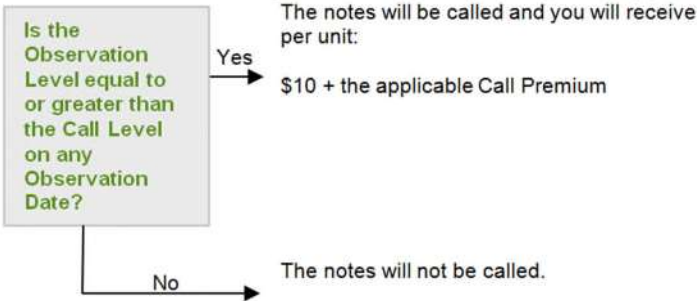 Is the
Observation
Level equal to
or greater than
the Call Level
on any
Observation
Date?
Yes
The notes will be called and you will receive
per unit:
$10 + the applicable Call Premium
No
The notes will not be called.